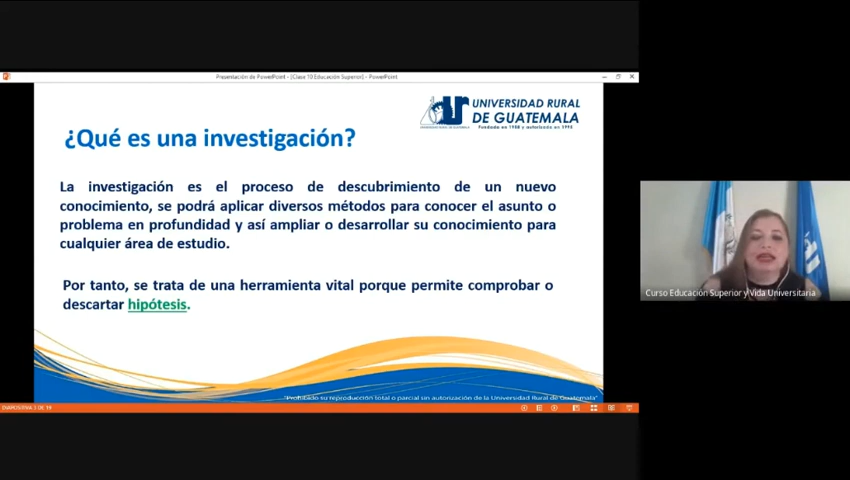 Presentación de PowerPoint - [Clase 10 Educación Superior] - PowerPoint
UNIVERSIDAD RURAL
DE GUATEMALA
Fundado en 1988 y autorizada en 1995
¿Qué es una investigación?
La investigación es el proceso de descubrimiento de un nuevo
conocimiento, se podrá aplicar diversos métodos para conocer el asunto o
problema en profundidad y así ampliar o desarrollar su conocimiento para
cualquier área de estudio.
Por tanto, se trata de una herramienta vital porque permite comprobar o
descartar hipótesis.
"Prohibido su reproducción total o parcial sin autorización de la Universidad Rural de Guatemala"
DIAPOSITIVA 3 DE 19
Curso Educación Superior y Vida Universitaria